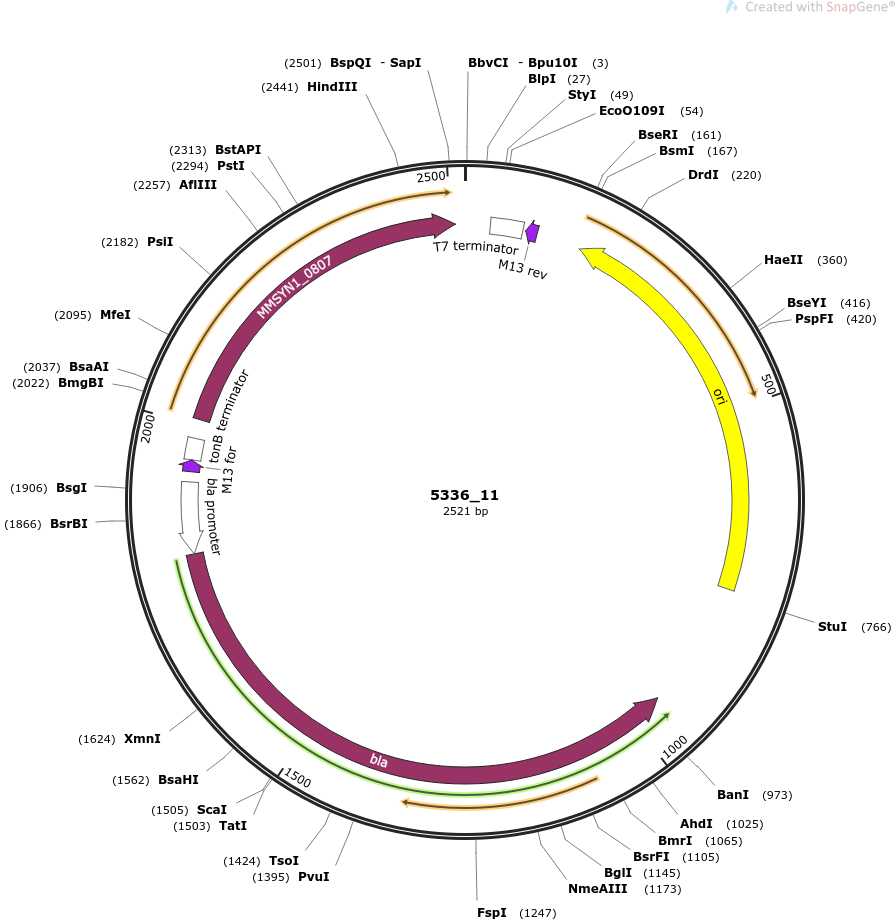 Created with SnapGene®
(2501) BspQI - SapI
(2441) HindIII
BbvCI - Bpu10I (3)
BlpI (27)
StyI (49)
EcoO109I (54)
BseRI (161)
BsmI (167)
DrdI (220)
HaeII (360)
BseYI (416)
PspFI (420)
StuI (766)
BanI (973)
AhdI (1025)
BmrI (1065)
BsrFI (1105)
BglI (1145)
NmeAIII (1173)
FspI (1247)
(1395) PvuI
(1424) TsoI
(1503) TatI
(1505) ScaI
(1562) BsaHI
(1624) XmnI
(1866) BsrBI
(1906) BsgI
(2022) BmgBI
(2037) BsaAI
(2095) MfeI
(2182) PsiI
(2257) AflIII
(2294) PstI
(2313) BstAPI
2500
500
1000
1500
2000
T7 terminator
M13 rev
ori
bla
bla promoter
M13 for
tonB terminator
MMSYN1_0807
5336_11
2521 bp